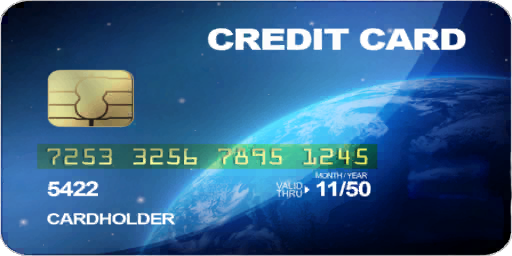 CREDIT CARD
7253 3256 7895 1245
5422
MONTH/YEAR
VALID THRU
11/50
CARDHOLDER